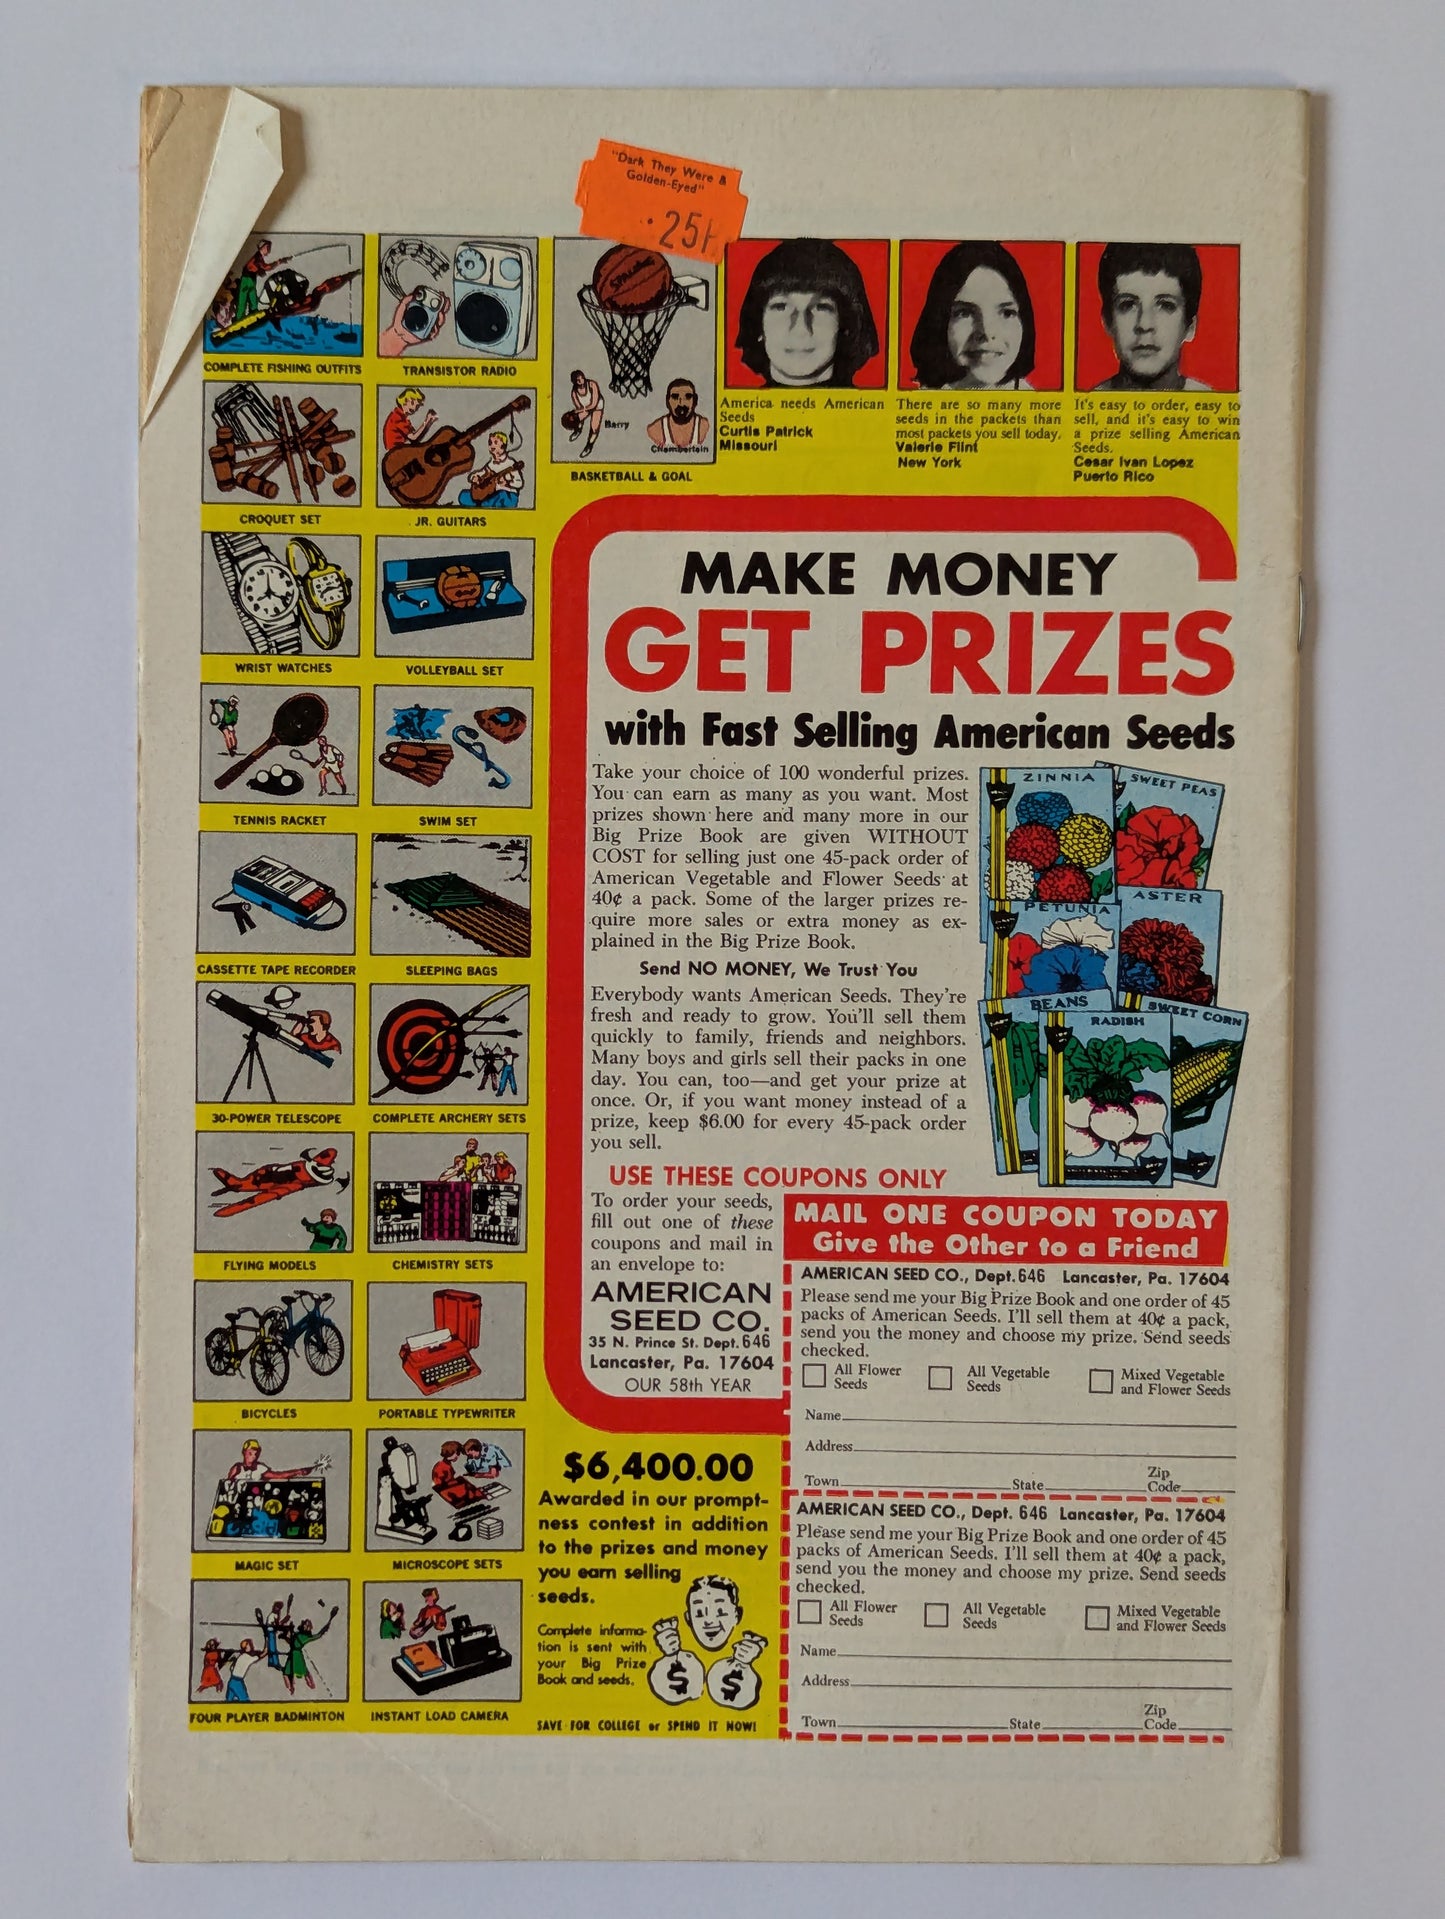 "Dark They Were &
Golden-Eyed"
COMPLETE FISHING OUTFITS
TRANSISTOR RADIO
SPALDING
Barry
Chamberlain
BASKETBALL & GOAL
CROQUET SET
JR. GUITARS
WRIST WATCHES
VOLLEYBALL SET
TENNIS RACKET
SWIM SET
CASSETTE TAPE RECORDER
SLEEPING BAGS
30-POWER TELESCOPE
COMPLETE ARCHERY SETS
FLYING MODELS
CHEMISTRY SETS
BICYCLES
PORTABLE TYPEWRITER
MAGIC SET
MICROSCOPE SETS
FOUR PLAYER BADMINTON
INSTANT LOAD CAMERA
America needs American
Seeds
Curtis Patrick
Missouri
There are so many more
seeds in the packets than
most packets you sell today.
Valerie Flint
New York
It's easy to order, easy to
sell, and it's easy to win
a prize selling American
Seeds.
Cesar Ivan Lopez
Puerto Rico
MAKE MONEY
GET PRIZES
with Fast Selling American Seeds
Take your choice of 100 wonderful prizes.
You can earn as many as you want. Most
prizes shown here and many more in our
Big Prize Book are given WITHOUT
COST for selling just one 45-pack order of
American Vegetable and Flower Seeds at
40¢ a pack. Some of the larger prizes re-
quire more sales or extra money as ex-
plained in the Big Prize Book.
Send NO MONEY, We Trust You
Everybody wants American Seeds. They're
fresh and ready to grow. You'll sell them
quickly to family, friends and neighbors.
Many boys and girls sell their packs in one
day. You can, too—and get your prize at
once. Or, if you want money instead of a
prize, keep $6.00 for every 45-pack order
you sell.
ZINNIA
SWEET PEAS
PETUNIA
ASTER
BEANS
RADISH
SWEET CORN
USE THESE COUPONS ONLY
To order your seeds,
fill out one of these
coupons and mail in
an envelope to:
AMERICAN
SEED CO.
35 N. Prince St. Dept. 646
Lancaster, Pa. 17604
OUR 58th YEAR
MAIL ONE COUPON TODAY
Give the Other to a Friend
AMERICAN SEED CO., Dept. 646 Lancaster, Pa. 17604
Please send me your Big Prize Book and one order of 45
packs of American Seeds. I'll sell them at 40¢ a pack,
send you the money and choose my prize. Send seeds
checked.
All Flower
Seeds
All Vegetable
Seeds
Mixed Vegetable
and Flower Seeds
Name
Address
Town State Zip
Code
AMERICAN SEED CO., Dept. 646 Lancaster, Pa. 17604
Please send me your Big Prize Book and one order of 45
packs of American Seeds. I'll sell them at 40¢ a pack,
send you the money and choose my prize. Send seeds
checked.
All Flower
Seeds
All Vegetable
Seeds
Mixed Vegetable
and Flower Seeds
Name
Address
Town State Zip
Code
$6,400.00
Awarded in our prompt-
ness contest in addition
to the prizes and money
you earn selling
seeds.
Complete informa-
tion is sent with
your Big Prize
Book and seeds.
$ $
SAVE FOR COLLEGE or SPEND IT NOW!